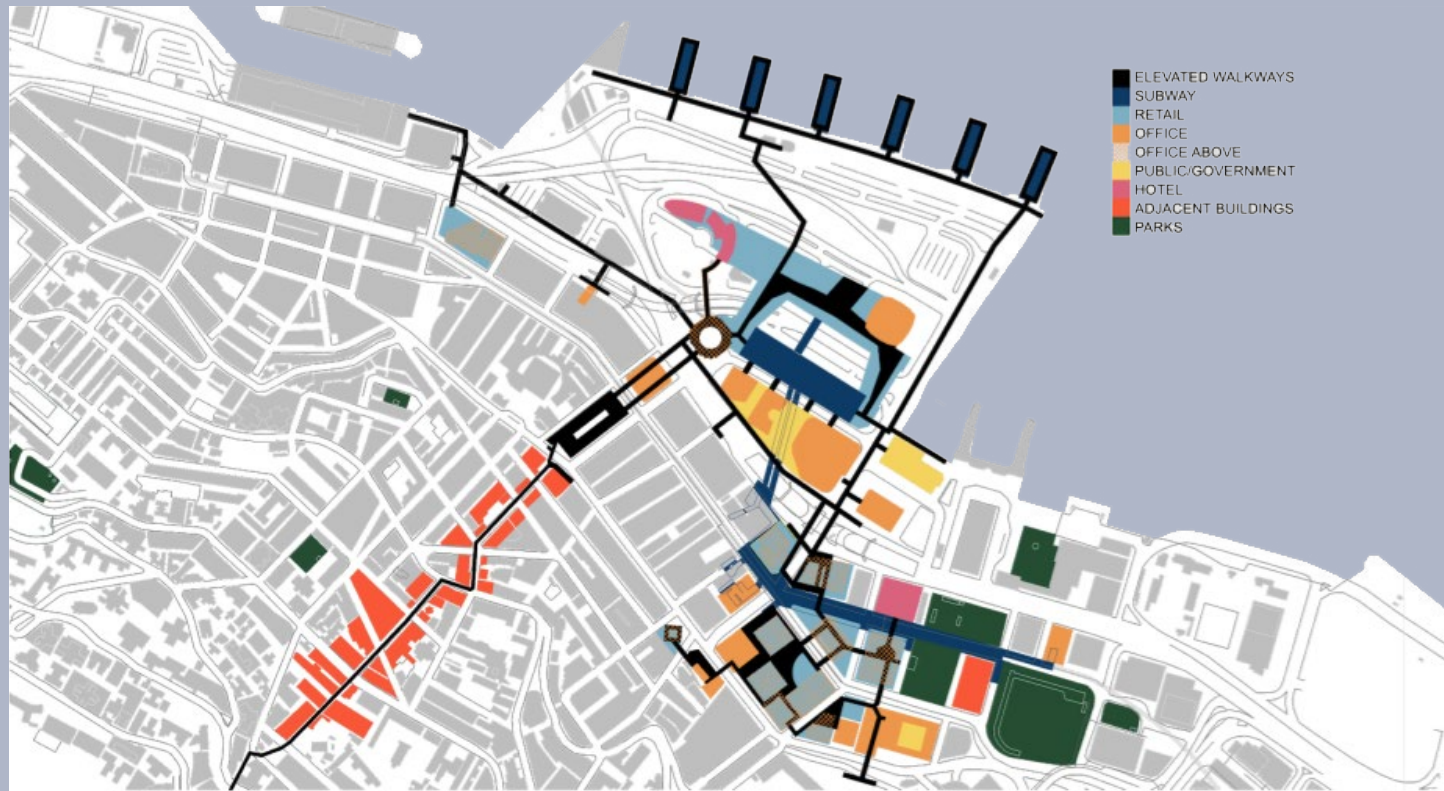 ELEVATED WALKWAYS
SUBWAY
RETAIL
OFFICE
OFFICE ABOVE
PUBLIC/GOVERNMENT
HOTEL
ADJACENT BUILDINGS
PARKS